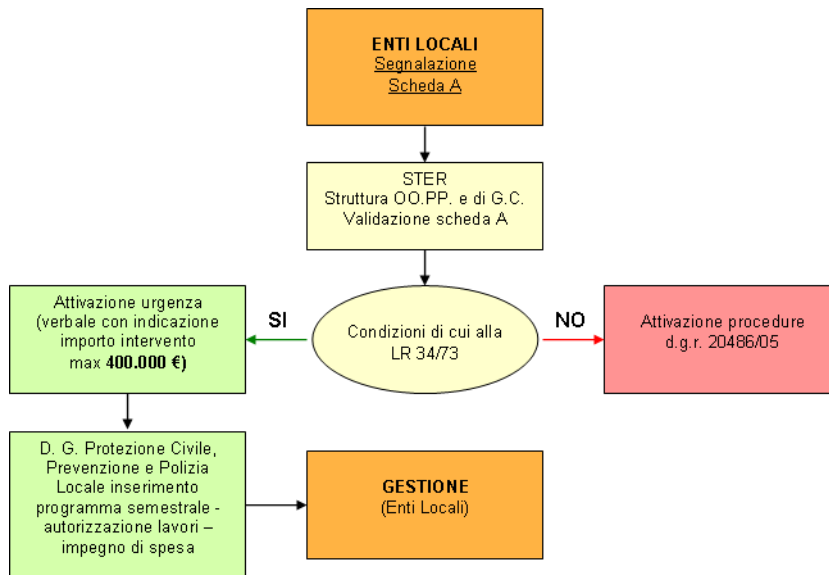 ENTI LOCALI
Segnalazione
Scheda A
STER
Struttura OO.PP. e di G.C.
Validazione scheda A
Attivazione urgenza
(verbale con indicazione
importo intervento
max 400.000 €)
SI
Condizioni di cui alla
LR 34/73
NO
Attivazione procedure
d.g.r. 20486/05
D. G. Protezione Civile,
Prevenzione e Polizia
Locale inserimento
programma semestrale -
autorizzazione lavori –
impegno di spesa
GESTIONE
(Enti Locali)